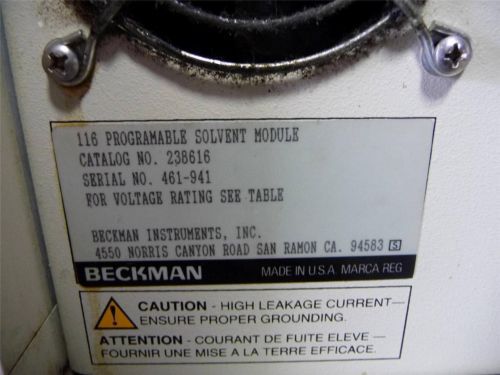 116 PROGRAMABLE SOLVENT MODULE
CATALOG NO. 238616
SERIAL NO. 461-941
FOR VOLTAGE RATING SEE TABLE
BECKMAN INSTRUMENTS, INC.
4550 NORRIS CANYON ROAD SAN RAMON CA. 94583 S
BECKMAN MADE IN U.S.A MARCA REG
CAUTION - HIGH LEAKAGE CURRENT—
ENSURE PROPER GROUNDING.
ATTENTION - COURANT DE FUITE ELEVE —
FOURNIR UNE MISE A LA TERRE EFFICACE.